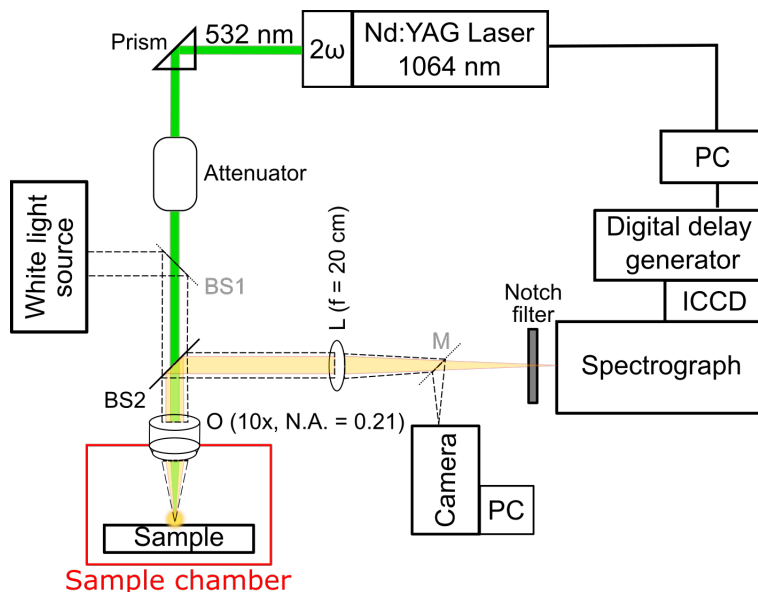 Prism
532 nm
2ω
Nd:YAG Laser
1064 nm
PC
Attenuator
White light
source
Digital delay
generator
BS1
ICCD
L (f = 20 cm)
Notch
filter
M
Spectrograph
BS2
O (10x, N.A. = 0.21)
Camera
PC
Sample
Sample chamber